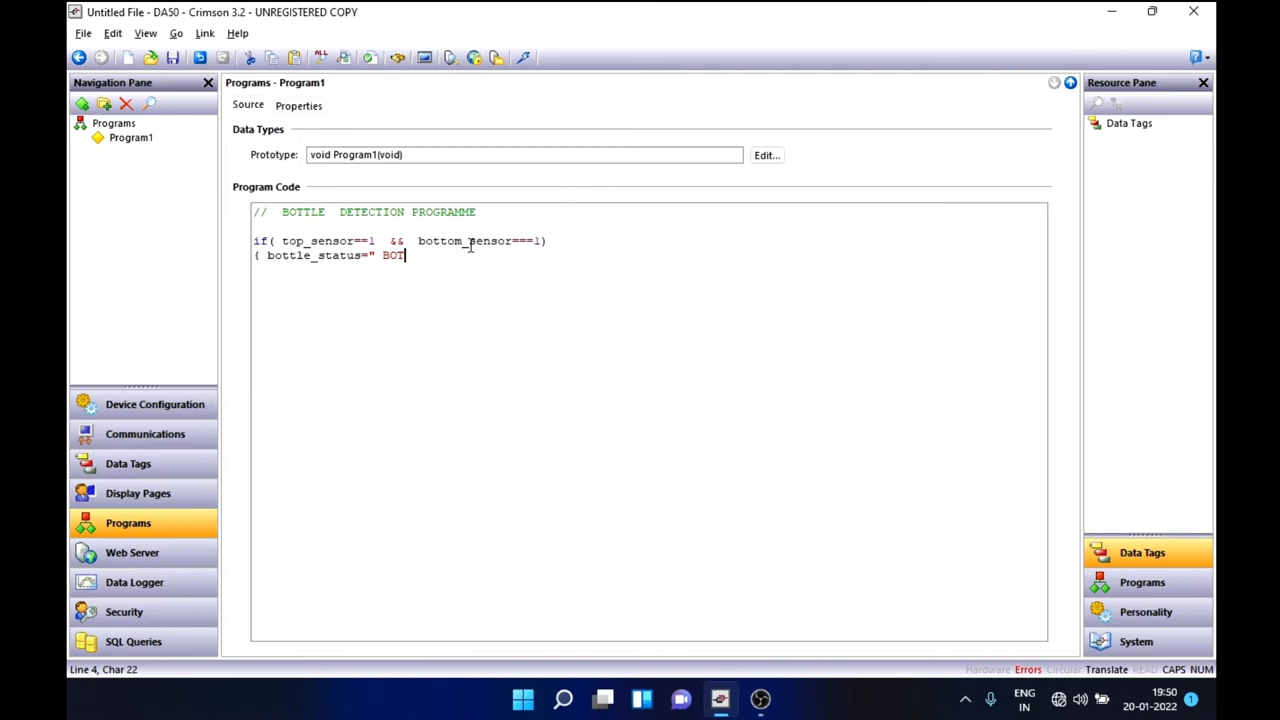 Untitled File - DA50 - Crimson 3.2 - UNREGISTERED COPY
File Edit View Go Link Help
ALL
Navigation Pane
Programs - Program1
Resource Pane
Source Properties
Programs
Program1
Data Tags
Data Types
Prototype: void Program1(void) Edit...
Program Code
// BOTTLE DETECTION PROGRAMME
if( top_sensor==1 && bottom_sensor===1)
{ bottle_status=" BOT
Device Configuration
Communications
Data Tags
Display Pages
Programs
Web Server
Data Logger
Security
SQL Queries
Data Tags
Programs
Personality
System
Line 4, Char 22
Hardware Errors Circular Translate READ CAPS NUM
ENG
IN
19:50
20-01-2022
1